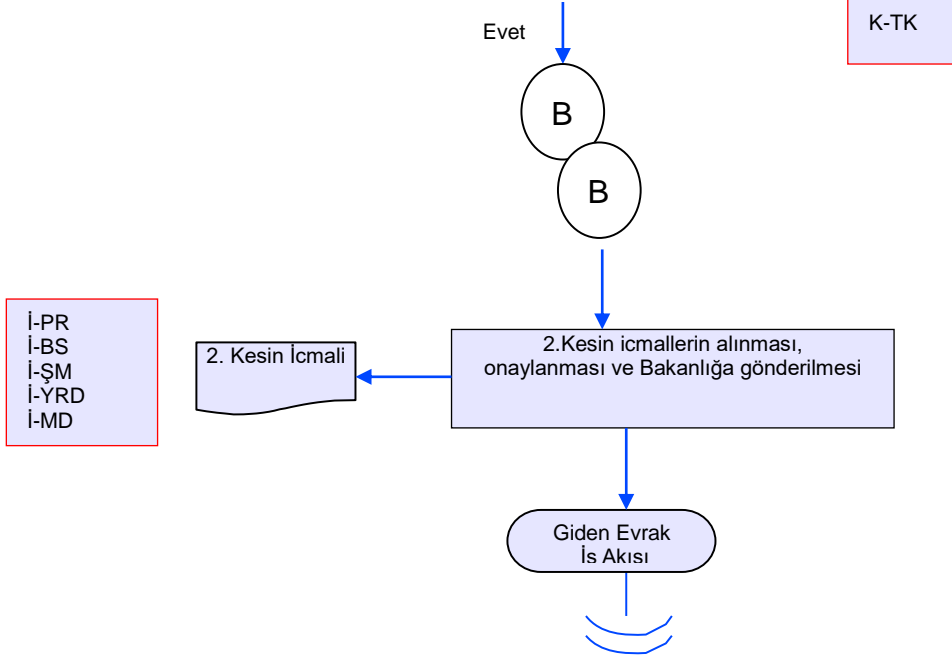 K-TK
Evet
B
B
İ-PR
İ-BS
İ-ŞM
İ-YRD
İ-MD
2. Kesin İcmali
2.Kesin icmallerin alınması,
onaylanması ve Bakanlığa gönderilmesi
Giden Evrak
İş Akışı